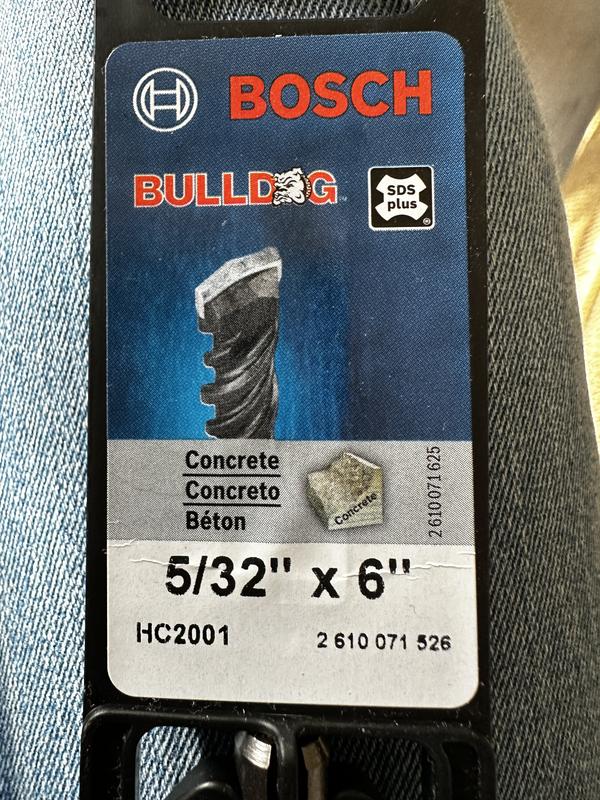 BOSCH
BULLDOG™
SDS
plus
®
Concrete
Concreto
Béton
Concrete
2 610 071 625
5/32" x 6"
HC2001
2 610 071 526